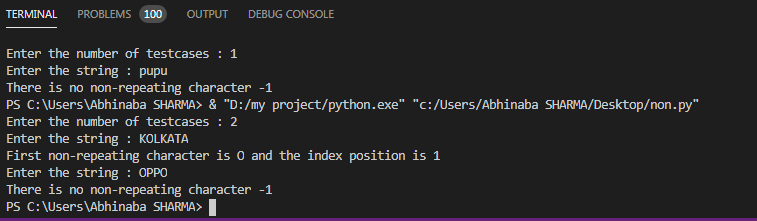 TERMINAL PROBLEMS 100 OUTPUT DEBUG CONSOLE
Enter the number of testcases : 1
Enter the string : pupu
There is no non-repeating character -1
PS C:\Users\Abhinaba SHARMA> & "D:/my project/python.exe" "c:/Users/Abhinaba SHARMA/Desktop/non.py"
Enter the number of testcases : 2
Enter the string : KOLKATA
First non-repeating character is O and the index position is 1
Enter the string : OPPO
There is no non-repeating character -1
PS C:\Users\Abhinaba SHARMA>